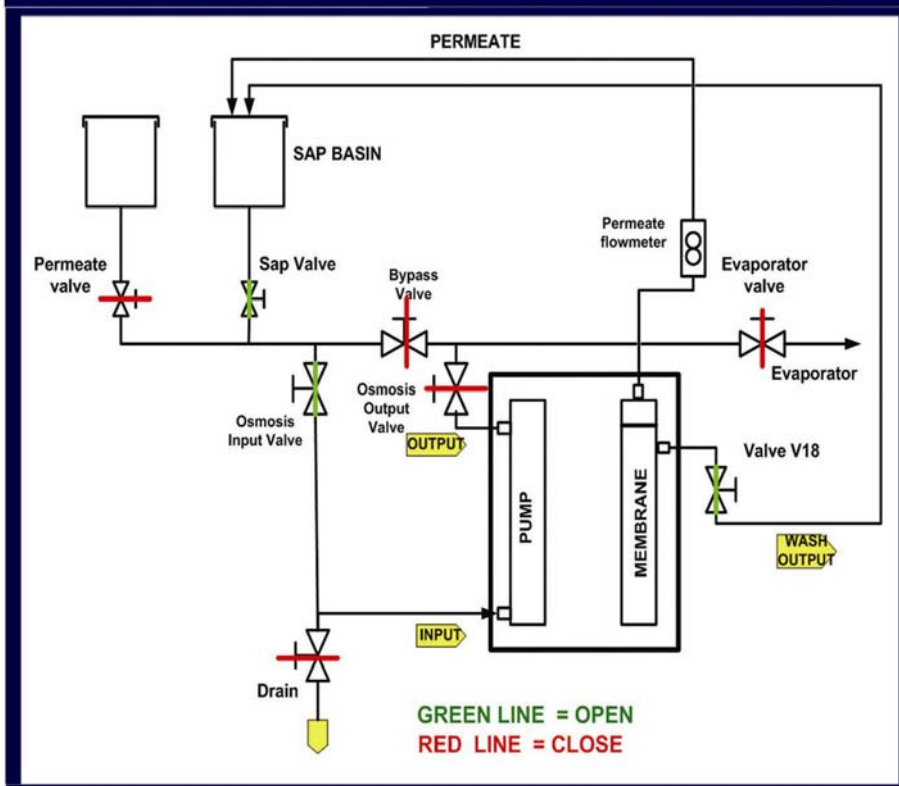 PERMEATE
SAP BASIN
Permeate
flowmeter
Permeate
valve
Sap Valve
Bypass
Valve
Evaporator
valve
Evaporator
Osmosis
Input Valve
Osmosis
Output
Valve
OUTPUT
Valve V18
PUMP
MEMBRANE
WASH
OUTPUT
INPUT
Drain
GREEN LINE = OPEN
RED LINE = CLOSE